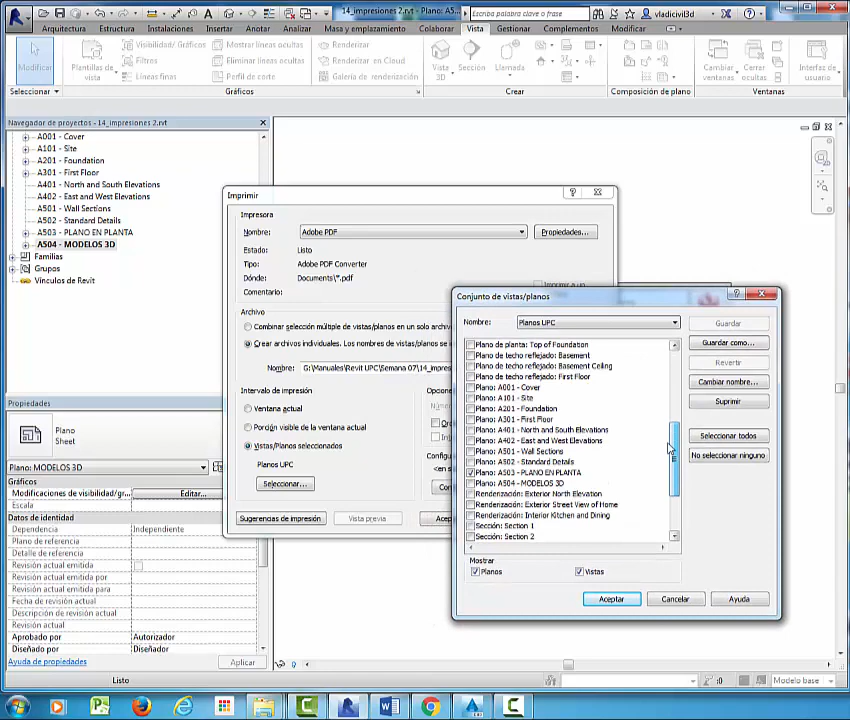 14_impresiones 2.rvt - Plano: A5...
Escriba palabra clave o frase
vladicivil3d
Arquitectura Estructura Instalaciones Insertar Anotar Analizar Masa y emplazamiento Colaborar Vista Gestionar Complementos Modificar
Modificar
Plantillas de vista
Visibilidad/ Gráficos
Filtros
Líneas finas
Mostrar líneas ocultas
Eliminar líneas ocultas
Perfil de corte
Renderizar
Renderizar en Cloud
Galería de renderización
Vista 3D
Sección
Llamada
Cambiar ventanas
Cerrar ocultas
Interfaz de usuario
Seleccionar
Gráficos
Crear
Composición de plano
Ventanas
Navegador de proyectos - 14_impresiones 2.rvt
A001 - Cover
A101 - Site
A201 - Foundation
A301 - First Floor
A401 - North and South Elevations
A402 - East and West Elevations
A501 - Wall Sections
A502 - Standard Details
A503 - PLANO EN PLANTA
A504 - MODELOS 3D
Familias
Grupos
Vínculos de Revit
Propiedades
Plano
Sheet
Plano: MODELOS 3D
Gráficos
Modificaciones de visibilidad/gr...
Editar...
Escala
Datos de identidad
Dependencia
Independiente
Plano de referencia
Detalle de referencia
Revisión actual emitida
Revisión actual emitida por
Revisión actual emitida para
Fecha de revisión actual
Descripción de revisión actual
Revisión actual
Aprobado por
Autorizador
Diseñado por
Diseñador
Ayuda de propiedades
Aplicar
Listo
:0
Modelo base
Imprimir
Impresora
Nombre:
Adobe PDF
Propiedades...
Estado:
Listo
Tipo:
Adobe PDF Converter
Dónde:
Documents\*.pdf
Comentario:
Imprimir a un
Archivo
Combinar selección múltiple de vistas/planos en un solo archiv
Crear archivos individuales. Los nombres de vistas/planos se i
Nombre:
G:\Manuales\Revit UPC\Semana 07\14_impres
Intervalo de impresión
Ventana actual
Porción visible de la ventana actual
Vistas/Planos seleccionados
Planos UPC
Seleccionar...
Opcione
Númer
Configu
<en s
Con
Sugerencias de impresión
Vista previa
Acep
Conjunto de vistas/planos
Nombre:
Planos UPC
Plano de planta: Top of Foundation
Plano de techo reflejado: Basement
Plano de techo reflejado: Basement Ceiling
Plano de techo reflejado: First Floor
Plano: A001 - Cover
Plano: A101 - Site
Plano: A201 - Foundation
Plano: A301 - First Floor
Plano: A401 - North and South Elevations
Plano: A402 - East and West Elevations
Plano: A501 - Wall Sections
Plano: A502 - Standard Details
Plano: A503 - PLANO EN PLANTA
Plano: A504 - MODELOS 3D
Renderización: Exterior North Elevation
Renderización: Exterior Street View of Home
Renderización: Interior Kitchen and Dining
Sección: Section 1
Sección: Section 2
Guardar
Guardar como...
Revertir
Cambiar nombre...
Suprimir
Seleccionar todos
No seleccionar ninguno
Mostrar
Planos
Vistas
Aceptar
Cancelar
Ayuda